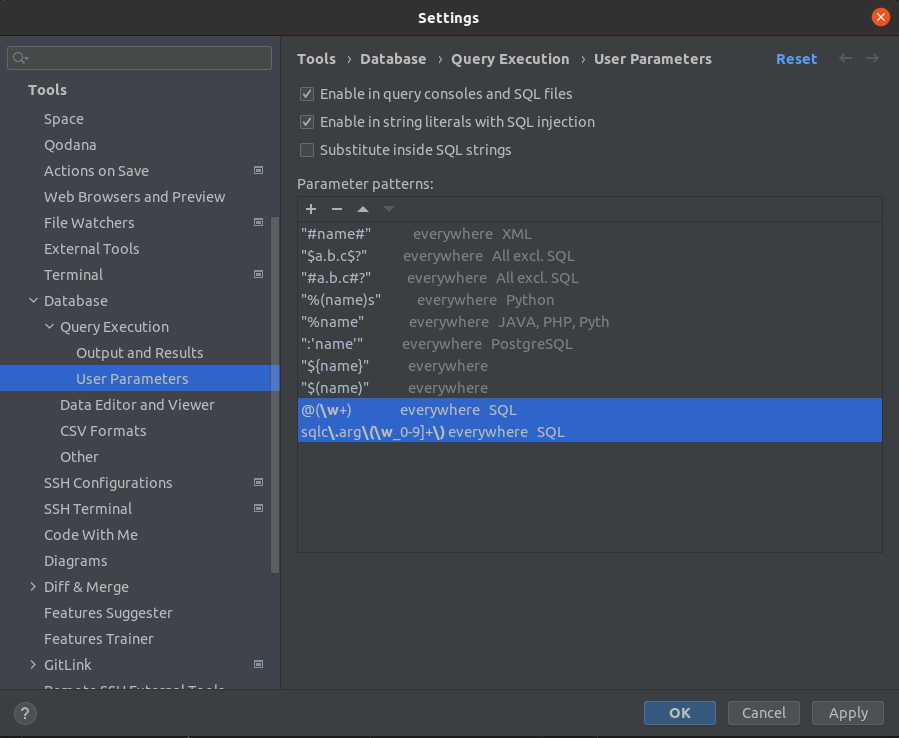 Settings
Tools
Space
Qodana
Actions on Save
Web Browsers and Preview
File Watchers
External Tools
Terminal
Database
Query Execution
Output and Results
User Parameters
Data Editor and Viewer
CSV Formats
Other
SSH Configurations
SSH Terminal
Code With Me
Diagrams
Diff & Merge
Features Suggester
Features Trainer
GitLink
Remote SSH External Tools
Tools › Database › Query Execution › User Parameters Reset
Enable in query consoles and SQL files
Enable in string literals with SQL injection
Substitute inside SQL strings
Parameter patterns:
"#name#" everywhere XML
"$a.b.c$?" everywhere All excl. SQL
"#a.b.c#?" everywhere All excl. SQL
"%(name)s" everywhere Python
"%name" everywhere JAVA, PHP, Pyth
":'name'" everywhere PostgreSQL
"${name}" everywhere
"$(name)" everywhere
@(\w+) everywhere SQL
sqlc\.arg\(\w_0-9]+\) everywhere SQL
? OK Cancel Apply